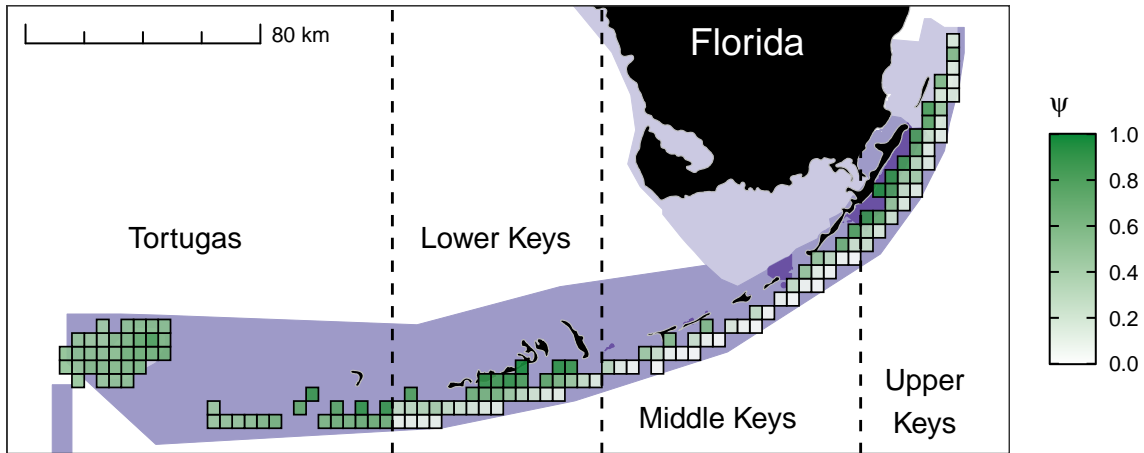 80 km
Florida
ψ
1.0
0.8
0.6
0.4
0.2
0.0
Tortugas
Lower Keys
Middle Keys
Upper
Keys